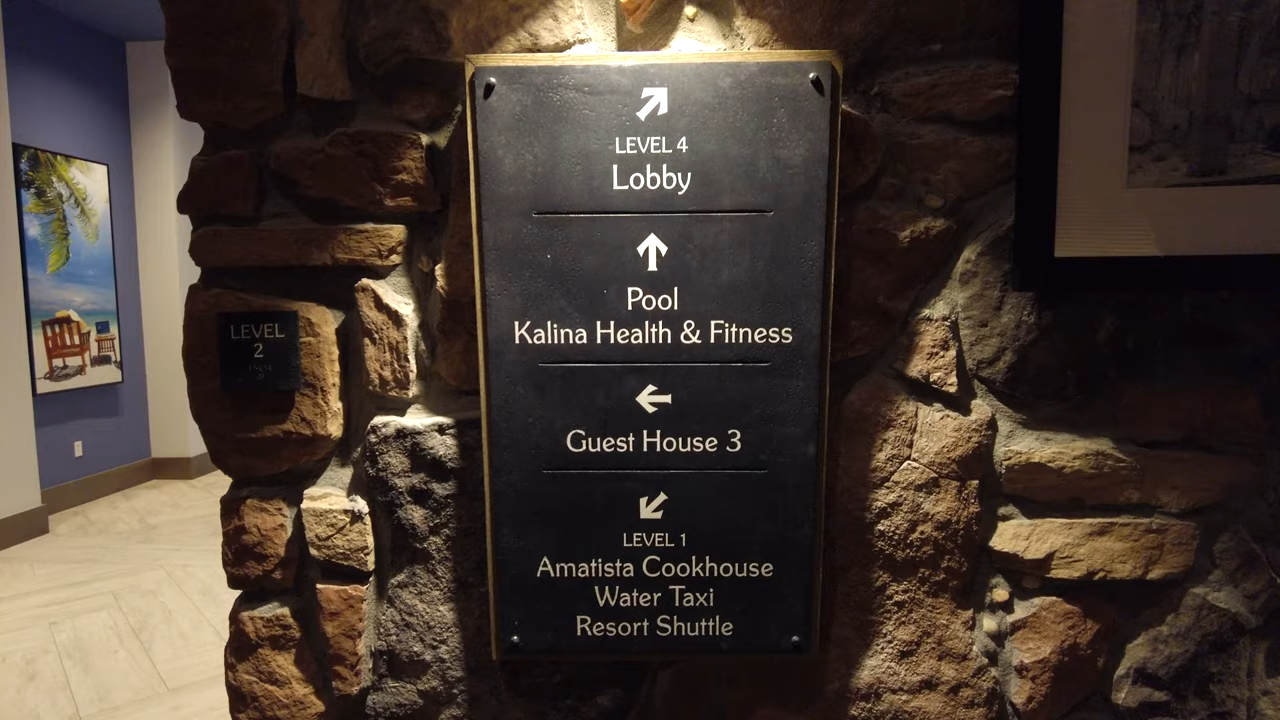 LEVEL 4
Lobby
Pool
Kalina Health & Fitness
Guest House 3
LEVEL 1
Amatista Cookhouse
Water Taxi
Resort Shuttle
LEVEL
2